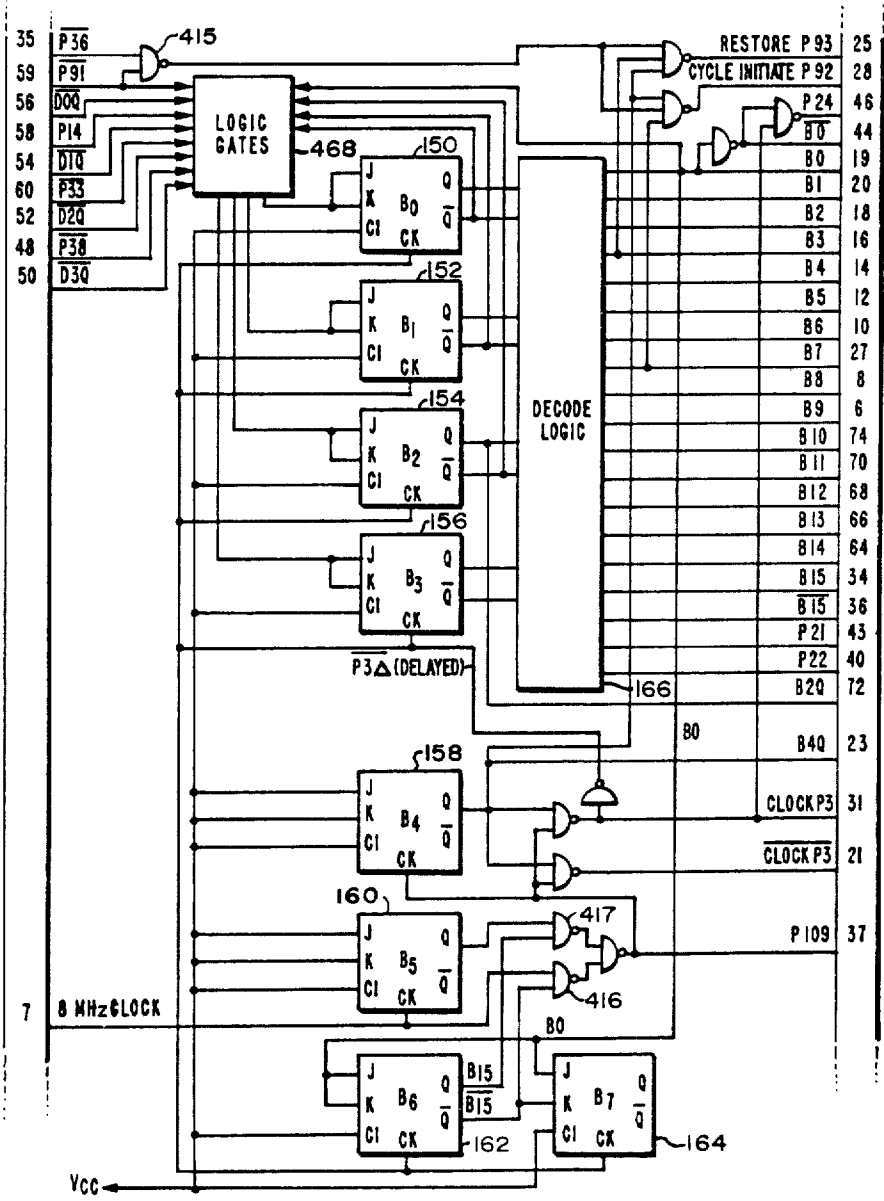 35 P36 415 RESTORE P93 25
59 P91 CYCLE INITIATE P92 28
56 D0Q P24 46
58 P14 LOGIC GATES 468 B0 44
54 D1Q 150 B0 19
60 P33 J K CI B0 Q Q CK B1 20
52 D2Q B2 18
48 P38 B3 16
50 D3Q B4 14
152
J K CI B1 Q Q CK
B5 12
B6 10
B7 27
B8 8
154
J K CI B2 Q Q CK
DECODE LOGIC
B9 6
B10 74
B11 70
B12 68
156
J K CI B3 Q Q CK
B13 66
B14 64
B15 34
B15 36
P21 43
P3Δ (DELAYED)
P22 40
166
B2Q 72
B0
158
B4Q 23
J K CI B4 Q Q CK
CLOCK P3 31
CLOCK P3 21
160
J K CI B5 Q Q CK
417
P109 37
416
7 8 MHz CLOCK
B0
J K CI B6 Q Q CK
B15
B15
162
J K CI B7 Q Q CK
164
VCC